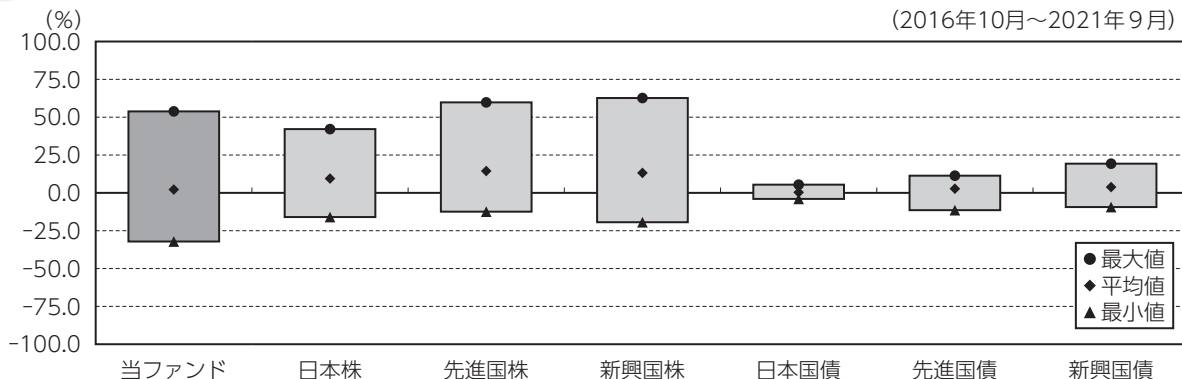 (%)
(2016年10月～2021年9月)
100.0
75.0
50.0
25.0
0.0
-25.0
-50.0
-75.0
-100.0
●最大値
◆平均値
▲最小値
当ファンド 日本株 先進国株 新興国株 日本国債 先進国債 新興国債